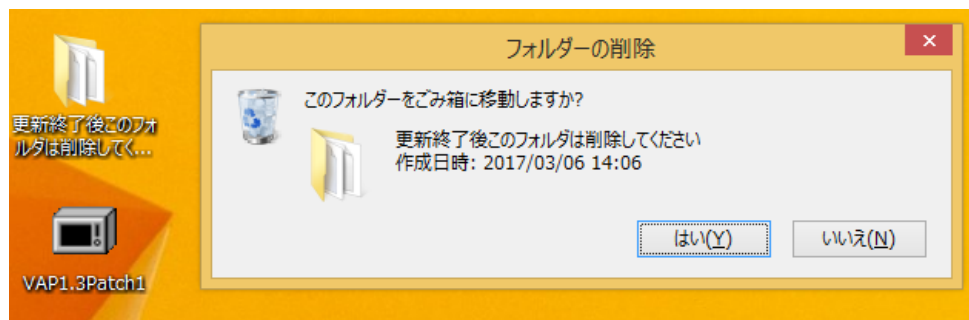 フォルダーの削除
このフォルダーをごみ箱に移動しますか?
更新終了後このフォルダは削除してください
作成日時: 2017/03/06 14:06
はい(Y)
いいえ(N)
更新終了後このフォ
ルダは削除してく...
VAP1.3Patch1